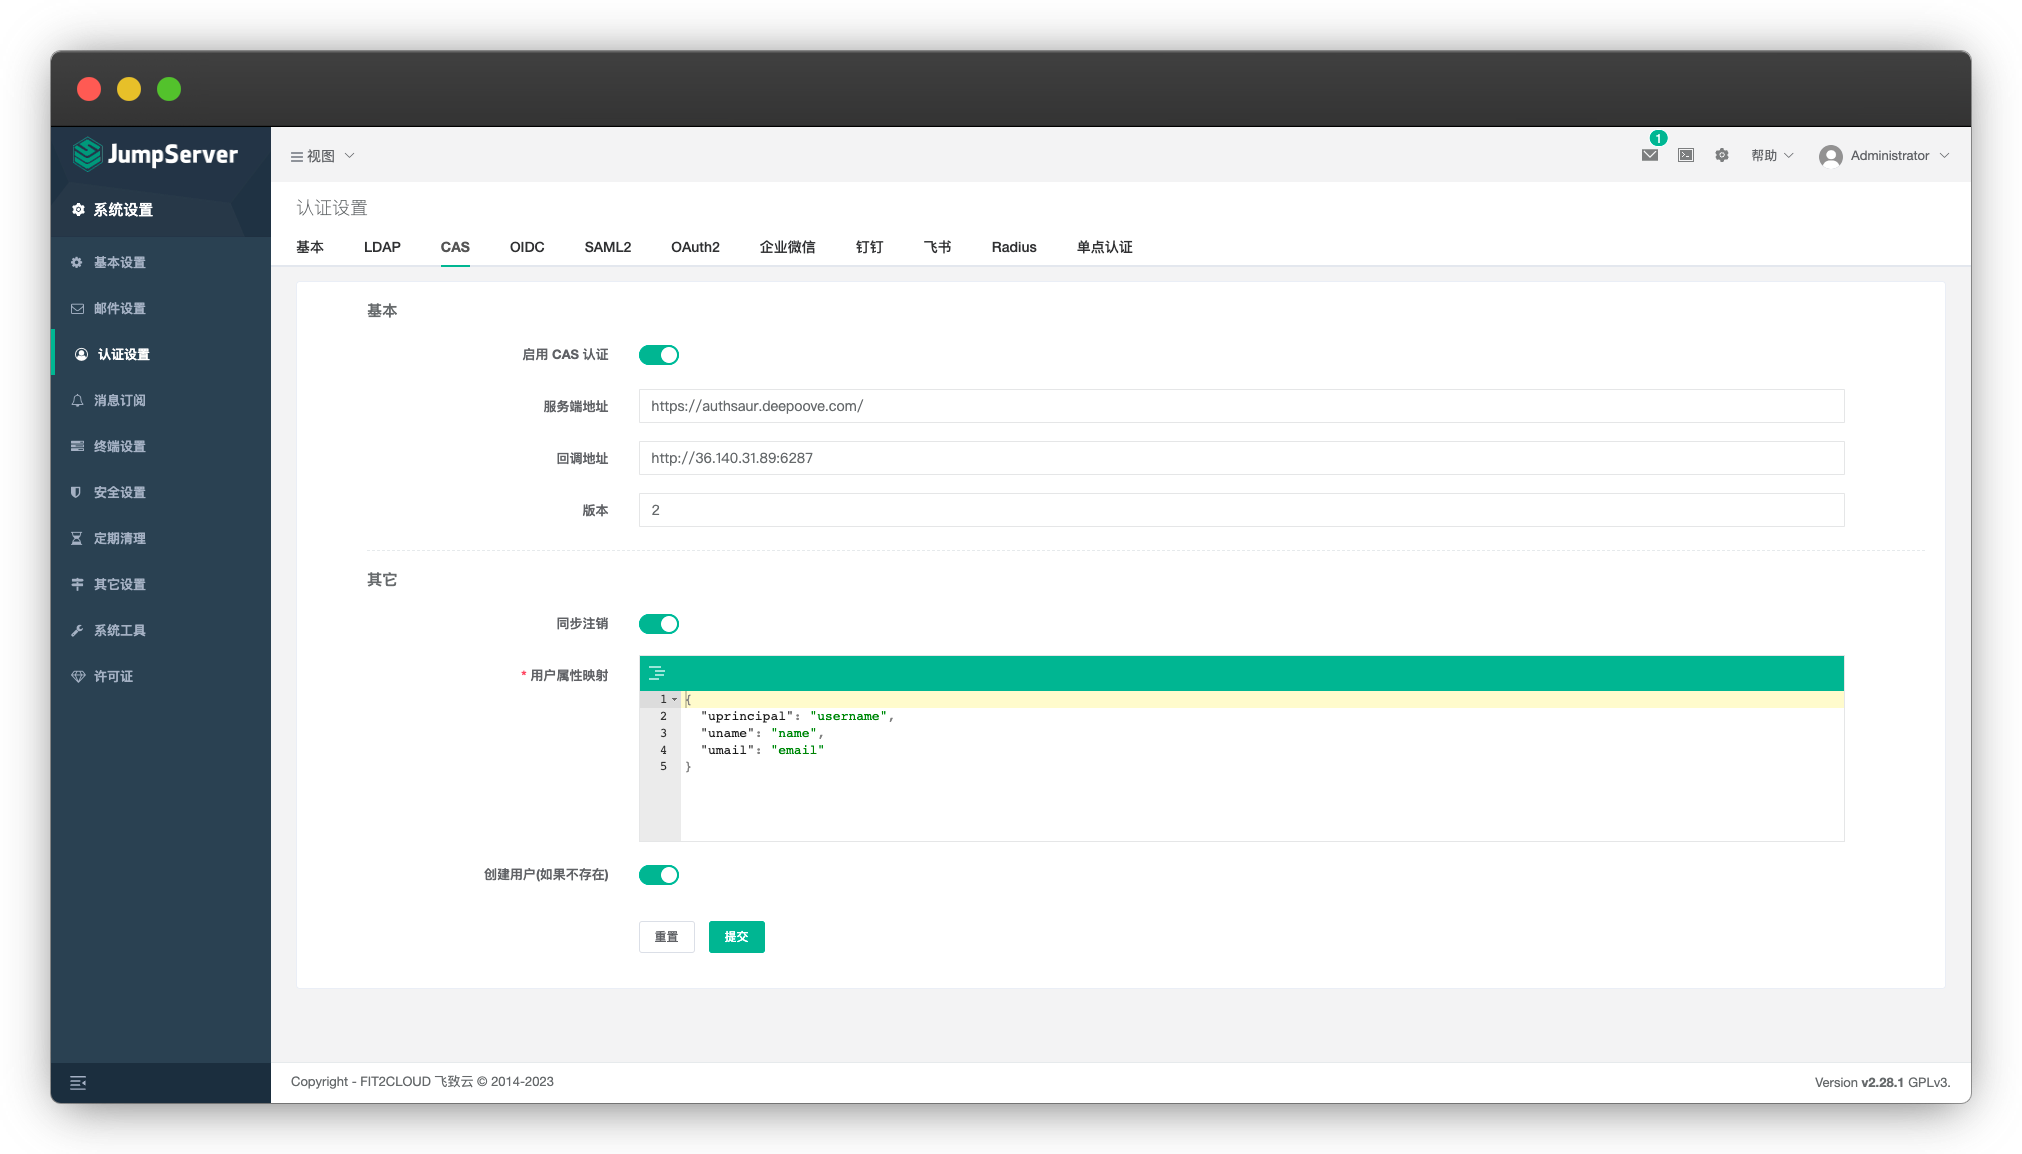 JumpServer
视图
1
帮助
Administrator
系统设置
基本设置
邮件设置
认证设置
消息订阅
终端设置
安全设置
定期清理
其它设置
系统工具
许可证
认证设置
基本 LDAP CAS OIDC SAML2 OAuth2 企业微信 钉钉 飞书 Radius 单点认证
基本
启用 CAS 认证
服务端地址 https://authsaur.deepoove.com/
回调地址 http://36.140.31.89:6287
版本 2
其它
同步注销
* 用户属性映射
1 {
2 "uprincipal": "username",
3 "uname": "name",
4 "umail": "email"
5 }
创建用户(如果不存在)
重置 提交
Copyright - FIT2CLOUD 飞致云 © 2014-2023
Version v2.28.1 GPLv3.